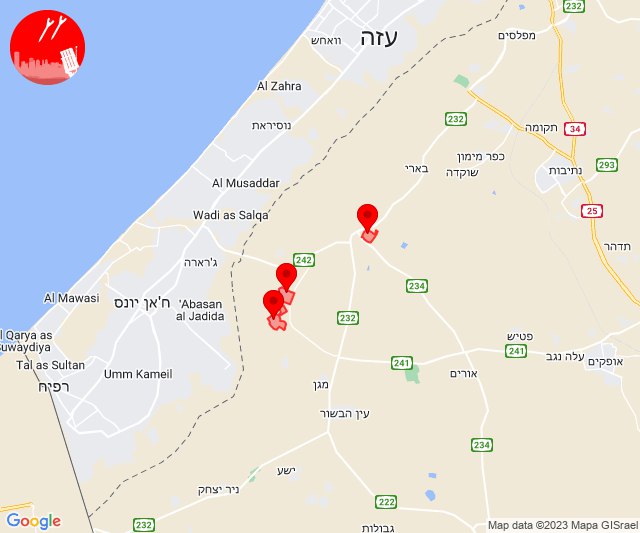 232
מפלסים
עזה
וואחש
Al Zahra
232
נוסיראת
תקומה
34
כפר מימון
293
בארי
שוקדה
נתיבות
Al Musaddar
Wadi as Salqa
25
תדהר
242
ג'רארה
234
Al Mawasi
ח'אן יונס
'Abasan
al Jadida
232
l Qarya as
uwaydiya
פטיש
241
עלה נגב
אופקים
Tal as Sultan
241
Umm Kameil
אורים
רפיח
מגן
עין הבשור
234
ישע
ניר יצחק
222
232
גבולות
Google
Map data ©2023 Mapa GISrael